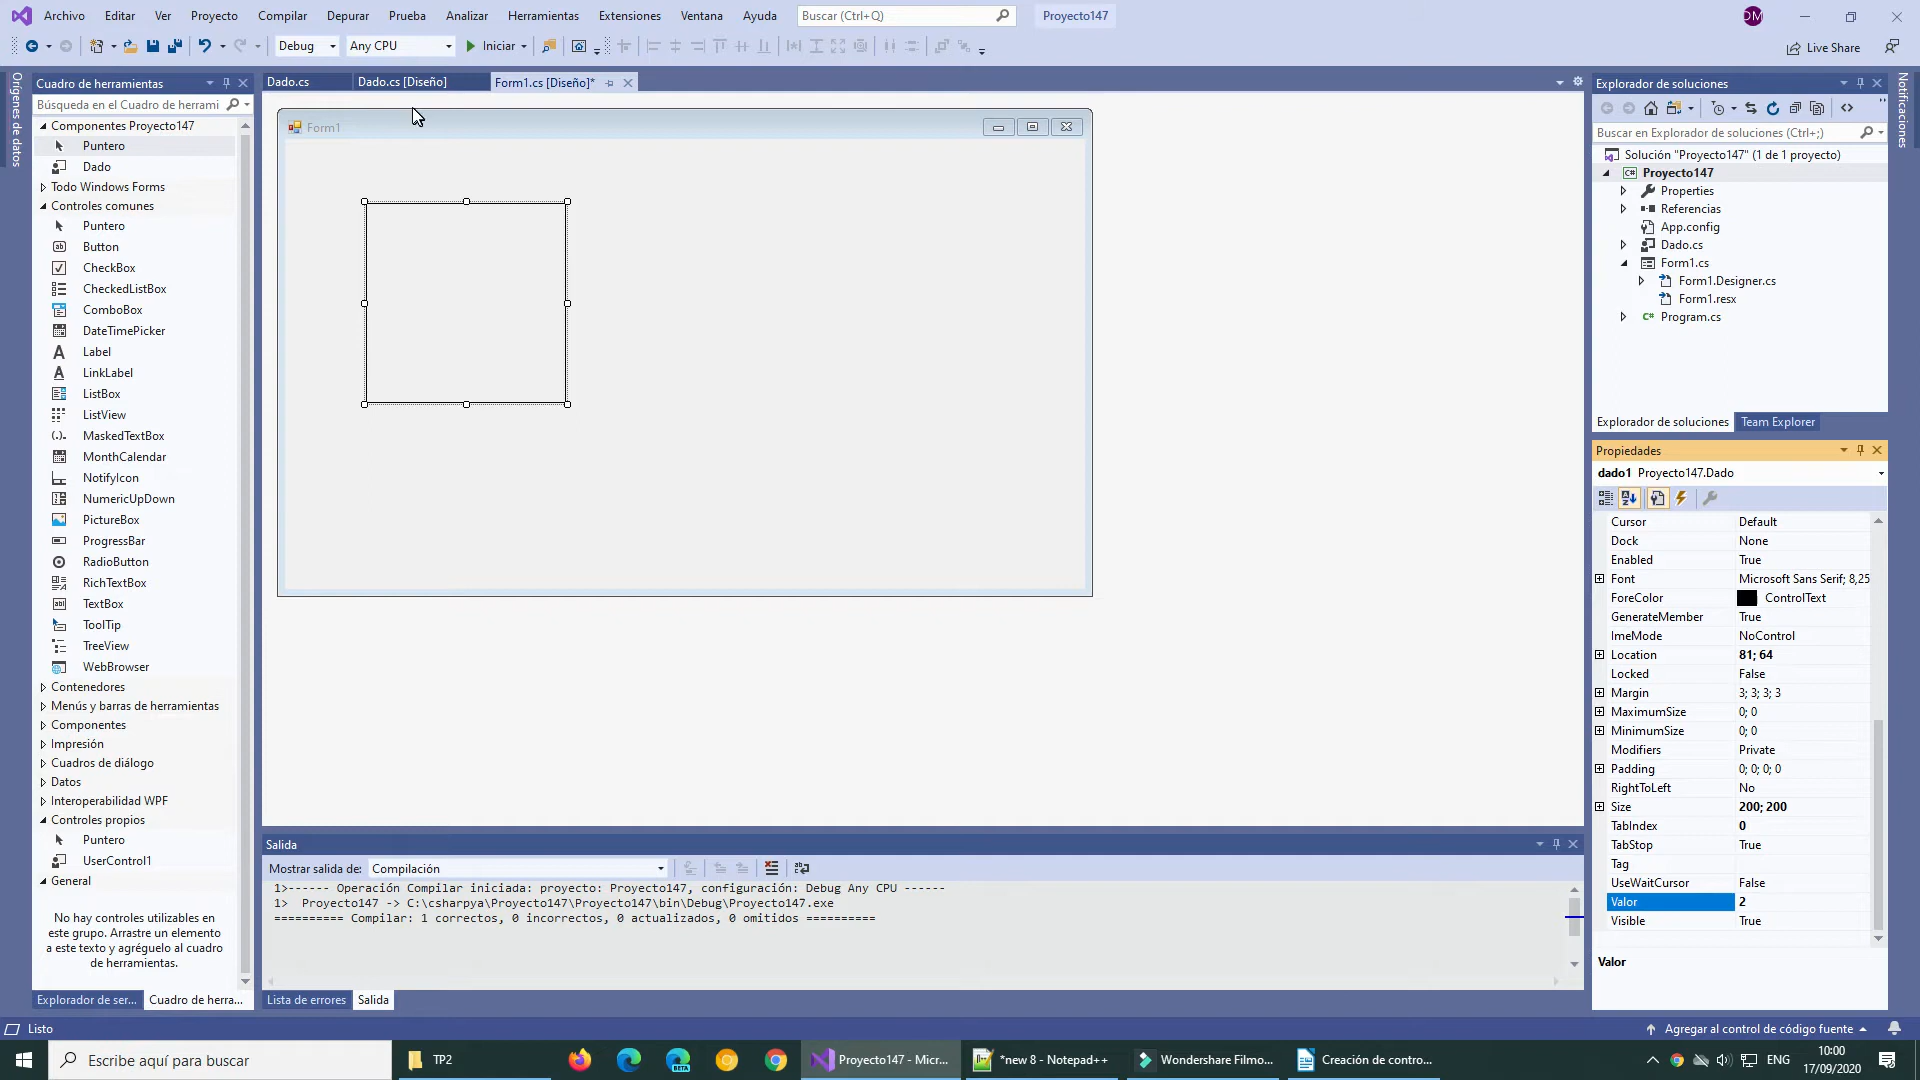 Archivo Editar Ver Proyecto Compilar Depurar Prueba Analizar Herramientas Extensiones Ventana Ayuda Buscar (Ctrl+Q) Proyecto147 DM
Debug Any CPU Iniciar Live Share
Orígenes de datos
Cuadro de herramientas
Búsqueda en el Cuadro de herrami
Componentes Proyecto147
Puntero
Dado
Todo Windows Forms
Controles comunes
Puntero
Button
CheckBox
CheckedListBox
ComboBox
DateTimePicker
Label
LinkLabel
ListBox
ListView
MaskedTextBox
MonthCalendar
NotifyIcon
NumericUpDown
PictureBox
ProgressBar
RadioButton
RichTextBox
TextBox
ToolTip
TreeView
WebBrowser
Contenedores
Menús y barras de herramientas
Componentes
Impresión
Cuadros de diálogo
Datos
Interoperabilidad WPF
Controles propios
Puntero
UserControl1
General
No hay controles utilizables en
este grupo. Arrastre un elemento
a este texto y agréguelo al cuadro
de herramientas.
Explorador de ser... Cuadro de herra...
Dado.cs Dado.cs [Diseño] Form1.cs [Diseño]*
Form1
Salida
Mostrar salida de: Compilación
1>------ Operación Compilar iniciada: proyecto: Proyecto147, configuración: Debug Any CPU ------
1>  Proyecto147 -> C:\csharpya\Proyecto147\Proyecto147\bin\Debug\Proyecto147.exe
========== Compilar: 1 correctos, 0 incorrectos, 0 actualizados, 0 omitidos ==========
Lista de errores Salida
Explorador de soluciones
Buscar en Explorador de soluciones (Ctrl+;)
Solución "Proyecto147" (1 de 1 proyecto)
C# Proyecto147
Properties
Referencias
App.config
Dado.cs
Form1.cs
Form1.Designer.cs
Form1.resx
C# Program.cs
Explorador de soluciones Team Explorer
Notificaciones
Propiedades
dado1 Proyecto147.Dado
Cursor Default
Dock None
Enabled True
Font Microsoft Sans Serif; 8,25
ForeColor ControlText
GenerateMember True
ImeMode NoControl
Location 81; 64
Locked False
Margin 3; 3; 3; 3
MaximumSize 0; 0
MinimumSize 0; 0
Modifiers Private
Padding 0; 0; 0; 0
RightToLeft No
Size 200; 200
TabIndex 0
TabStop True
Tag
UseWaitCursor False
Valor 2
Visible True
Valor
Listo Agregar al control de código fuente
Escribe aquí para buscar TP2 BETA Proyecto147 - Micr... *new 8 - Notepad++ Wondershare Filmo... Creación de contro... ENG 10:00
17/09/2020